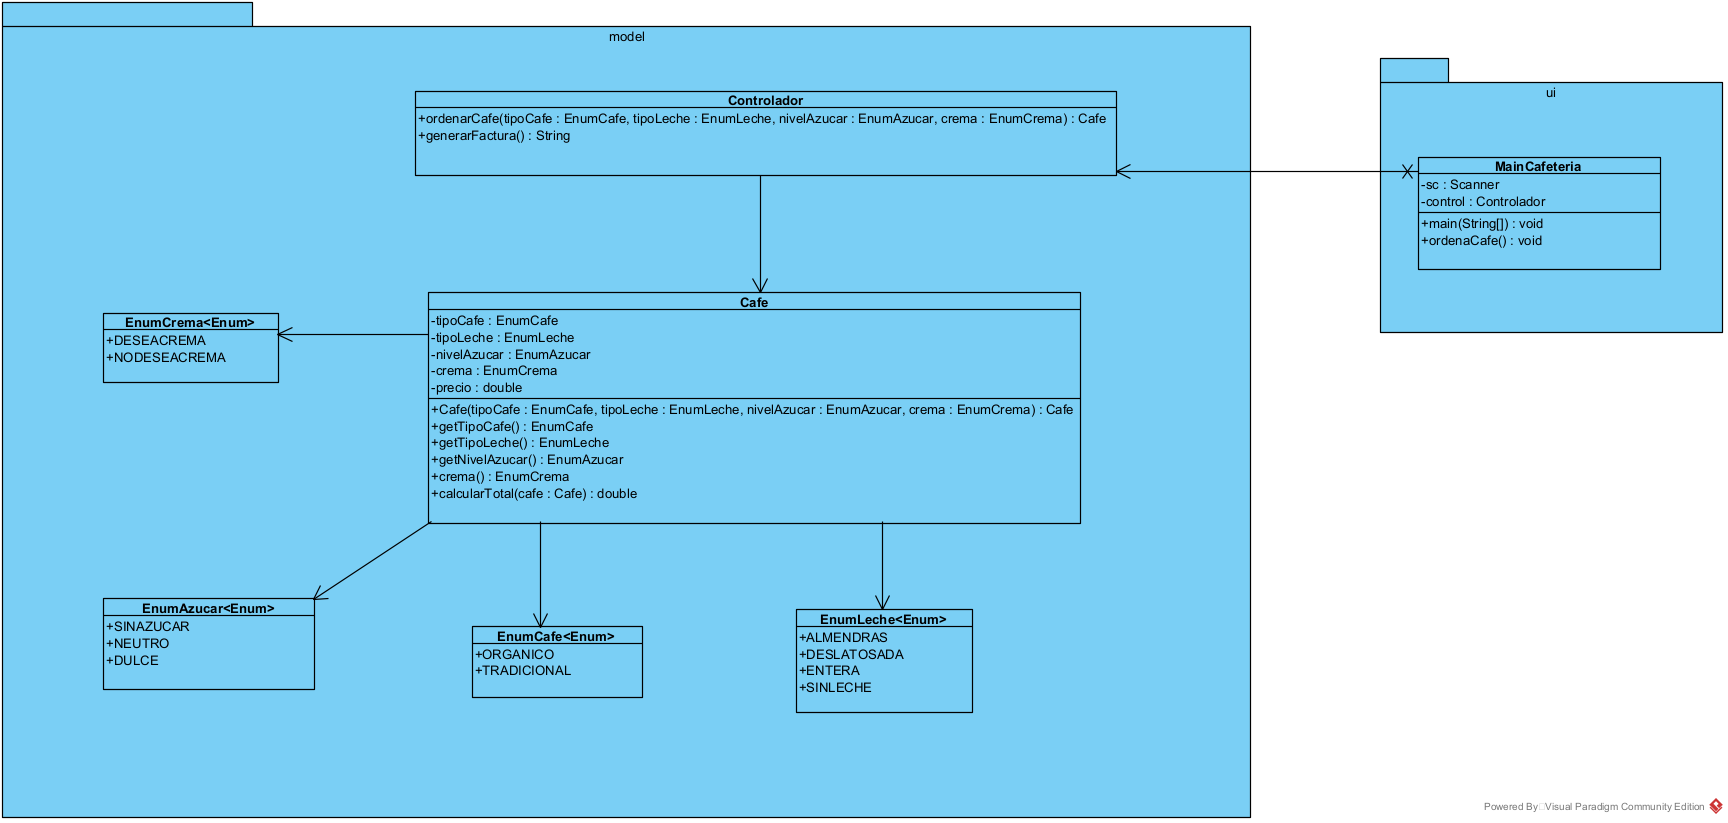 model
Controlador
+ordenarCafe(tipoCafe : EnumCafe, tipoLeche : EnumLeche, nivelAzucar : EnumAzucar, crema : EnumCrema) : Cafe
+generarFactura() : String
ui
MainCafeteria
-sc : Scanner
-control : Controlador
+main(String[]) : void
+ordenaCafe() : void
Cafe
-tipoCafe : EnumCafe
-tipoLeche : EnumLeche
-nivelAzucar : EnumAzucar
-crema : EnumCrema
-precio : double
+Cafe(tipoCafe : EnumCafe, tipoLeche : EnumLeche, nivelAzucar : EnumAzucar, crema : EnumCrema) : Cafe
+getTipoCafe() : EnumCafe
+getTipoLeche() : EnumLeche
+getNivelAzucar() : EnumAzucar
+crema() : EnumCrema
+calcularTotal(cafe : Cafe) : double
EnumCrema<Enum>
+DESEACREMA
+NODESEACREMA
EnumAzucar<Enum>
+SINAZUCAR
+NEUTRO
+DULCE
EnumCafe<Enum>
+ORGANICO
+TRADICIONAL
EnumLeche<Enum>
+ALMENDRAS
+DESLATOSADA
+ENTERA
+SINLECHE
Powered By Visual Paradigm Community Edition